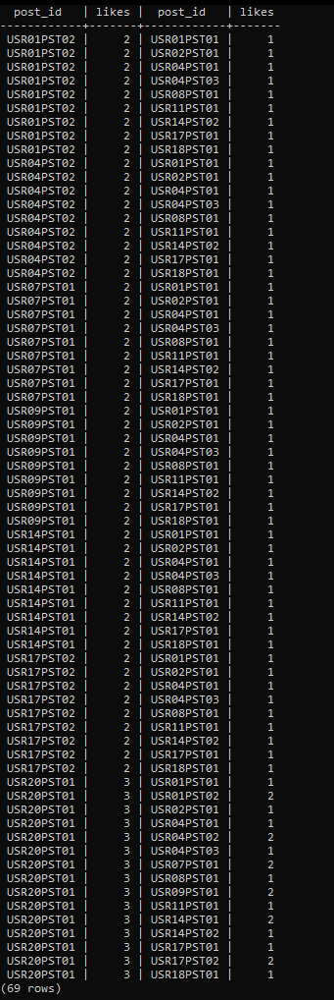 post_id   | likes |  post_id   | likes
------------+-------+------------+-------
 USR01PST02 |     2 | USR01PST01 |     1
 USR01PST02 |     2 | USR02PST01 |     1
 USR01PST02 |     2 | USR04PST01 |     1
 USR01PST02 |     2 | USR04PST03 |     1
 USR01PST02 |     2 | USR08PST01 |     1
 USR01PST02 |     2 | USR11PST01 |     1
 USR01PST02 |     2 | USR14PST02 |     1
 USR01PST02 |     2 | USR17PST01 |     1
 USR01PST02 |     2 | USR18PST01 |     1
 USR04PST02 |     2 | USR01PST01 |     1
 USR04PST02 |     2 | USR02PST01 |     1
 USR04PST02 |     2 | USR04PST01 |     1
 USR04PST02 |     2 | USR04PST03 |     1
 USR04PST02 |     2 | USR08PST01 |     1
 USR04PST02 |     2 | USR11PST01 |     1
 USR04PST02 |     2 | USR14PST02 |     1
 USR04PST02 |     2 | USR17PST01 |     1
 USR04PST02 |     2 | USR18PST01 |     1
 USR07PST01 |     2 | USR01PST01 |     1
 USR07PST01 |     2 | USR02PST01 |     1
 USR07PST01 |     2 | USR04PST01 |     1
 USR07PST01 |     2 | USR04PST03 |     1
 USR07PST01 |     2 | USR08PST01 |     1
 USR07PST01 |     2 | USR11PST01 |     1
 USR07PST01 |     2 | USR14PST02 |     1
 USR07PST01 |     2 | USR17PST01 |     1
 USR07PST01 |     2 | USR18PST01 |     1
 USR09PST01 |     2 | USR01PST01 |     1
 USR09PST01 |     2 | USR02PST01 |     1
 USR09PST01 |     2 | USR04PST01 |     1
 USR09PST01 |     2 | USR04PST03 |     1
 USR09PST01 |     2 | USR08PST01 |     1
 USR09PST01 |     2 | USR11PST01 |     1
 USR09PST01 |     2 | USR14PST02 |     1
 USR09PST01 |     2 | USR17PST01 |     1
 USR09PST01 |     2 | USR18PST01 |     1
 USR14PST01 |     2 | USR01PST01 |     1
 USR14PST01 |     2 | USR02PST01 |     1
 USR14PST01 |     2 | USR04PST01 |     1
 USR14PST01 |     2 | USR04PST03 |     1
 USR14PST01 |     2 | USR08PST01 |     1
 USR14PST01 |     2 | USR11PST01 |     1
 USR14PST01 |     2 | USR14PST02 |     1
 USR14PST01 |     2 | USR17PST01 |     1
 USR14PST01 |     2 | USR18PST01 |     1
 USR17PST02 |     2 | USR01PST01 |     1
 USR17PST02 |     2 | USR02PST01 |     1
 USR17PST02 |     2 | USR04PST01 |     1
 USR17PST02 |     2 | USR04PST03 |     1
 USR17PST02 |     2 | USR08PST01 |     1
 USR17PST02 |     2 | USR11PST01 |     1
 USR17PST02 |     2 | USR14PST02 |     1
 USR17PST02 |     2 | USR17PST01 |     1
 USR17PST02 |     2 | USR18PST01 |     1
 USR20PST01 |     3 | USR01PST01 |     1
 USR20PST01 |     3 | USR01PST02 |     2
 USR20PST01 |     3 | USR02PST01 |     1
 USR20PST01 |     3 | USR04PST01 |     1
 USR20PST01 |     3 | USR04PST02 |     2
 USR20PST01 |     3 | USR04PST03 |     1
 USR20PST01 |     3 | USR07PST01 |     2
 USR20PST01 |     3 | USR08PST01 |     1
 USR20PST01 |     3 | USR09PST01 |     2
 USR20PST01 |     3 | USR11PST01 |     1
 USR20PST01 |     3 | USR14PST01 |     2
 USR20PST01 |     3 | USR14PST02 |     1
 USR20PST01 |     3 | USR17PST01 |     1
 USR20PST01 |     3 | USR17PST02 |     2
 USR20PST01 |     3 | USR18PST01 |     1
(69 rows)